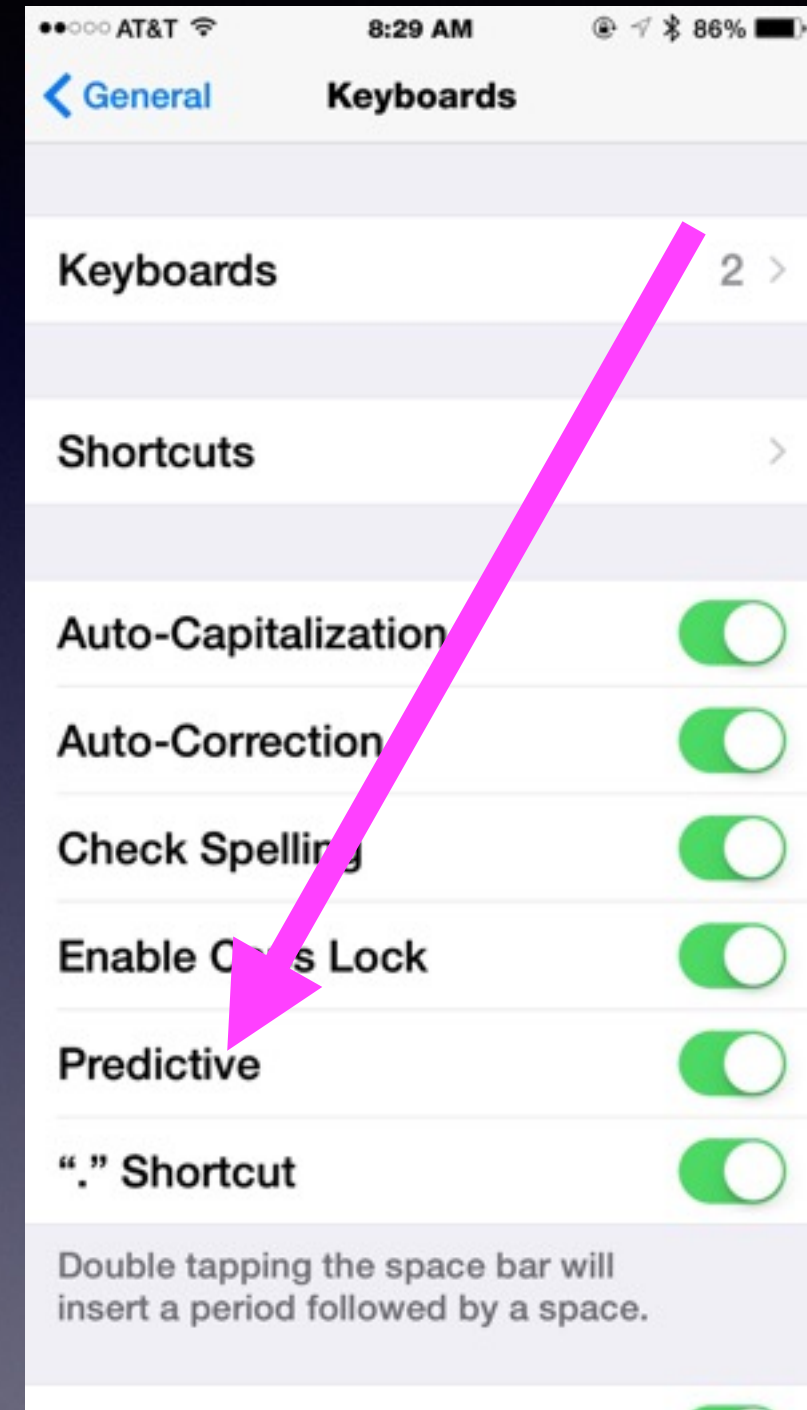 AT&T 8:29 AM 86%
General Keyboards
Keyboards 2
Shortcuts
Auto-Capitalization
Auto-Correction
Check Spelling
Enable Caps Lock
Predictive
“.” Shortcut
Double tapping the space bar will
insert a period followed by a space.